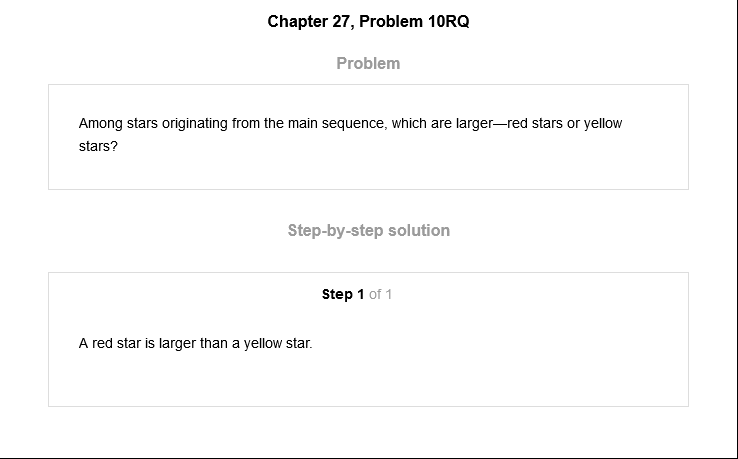 Chapter 27, Problem 10RQ
Problem
Among stars originating from the main sequence, which are larger—red stars or yellow
stars?
Step-by-step solution
Step 1 of 1
A red star is larger than a yellow star.